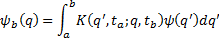 ψ_b(q) = ∫_a^b K(q′, t_a; q, t_b)ψ(q′)dq′